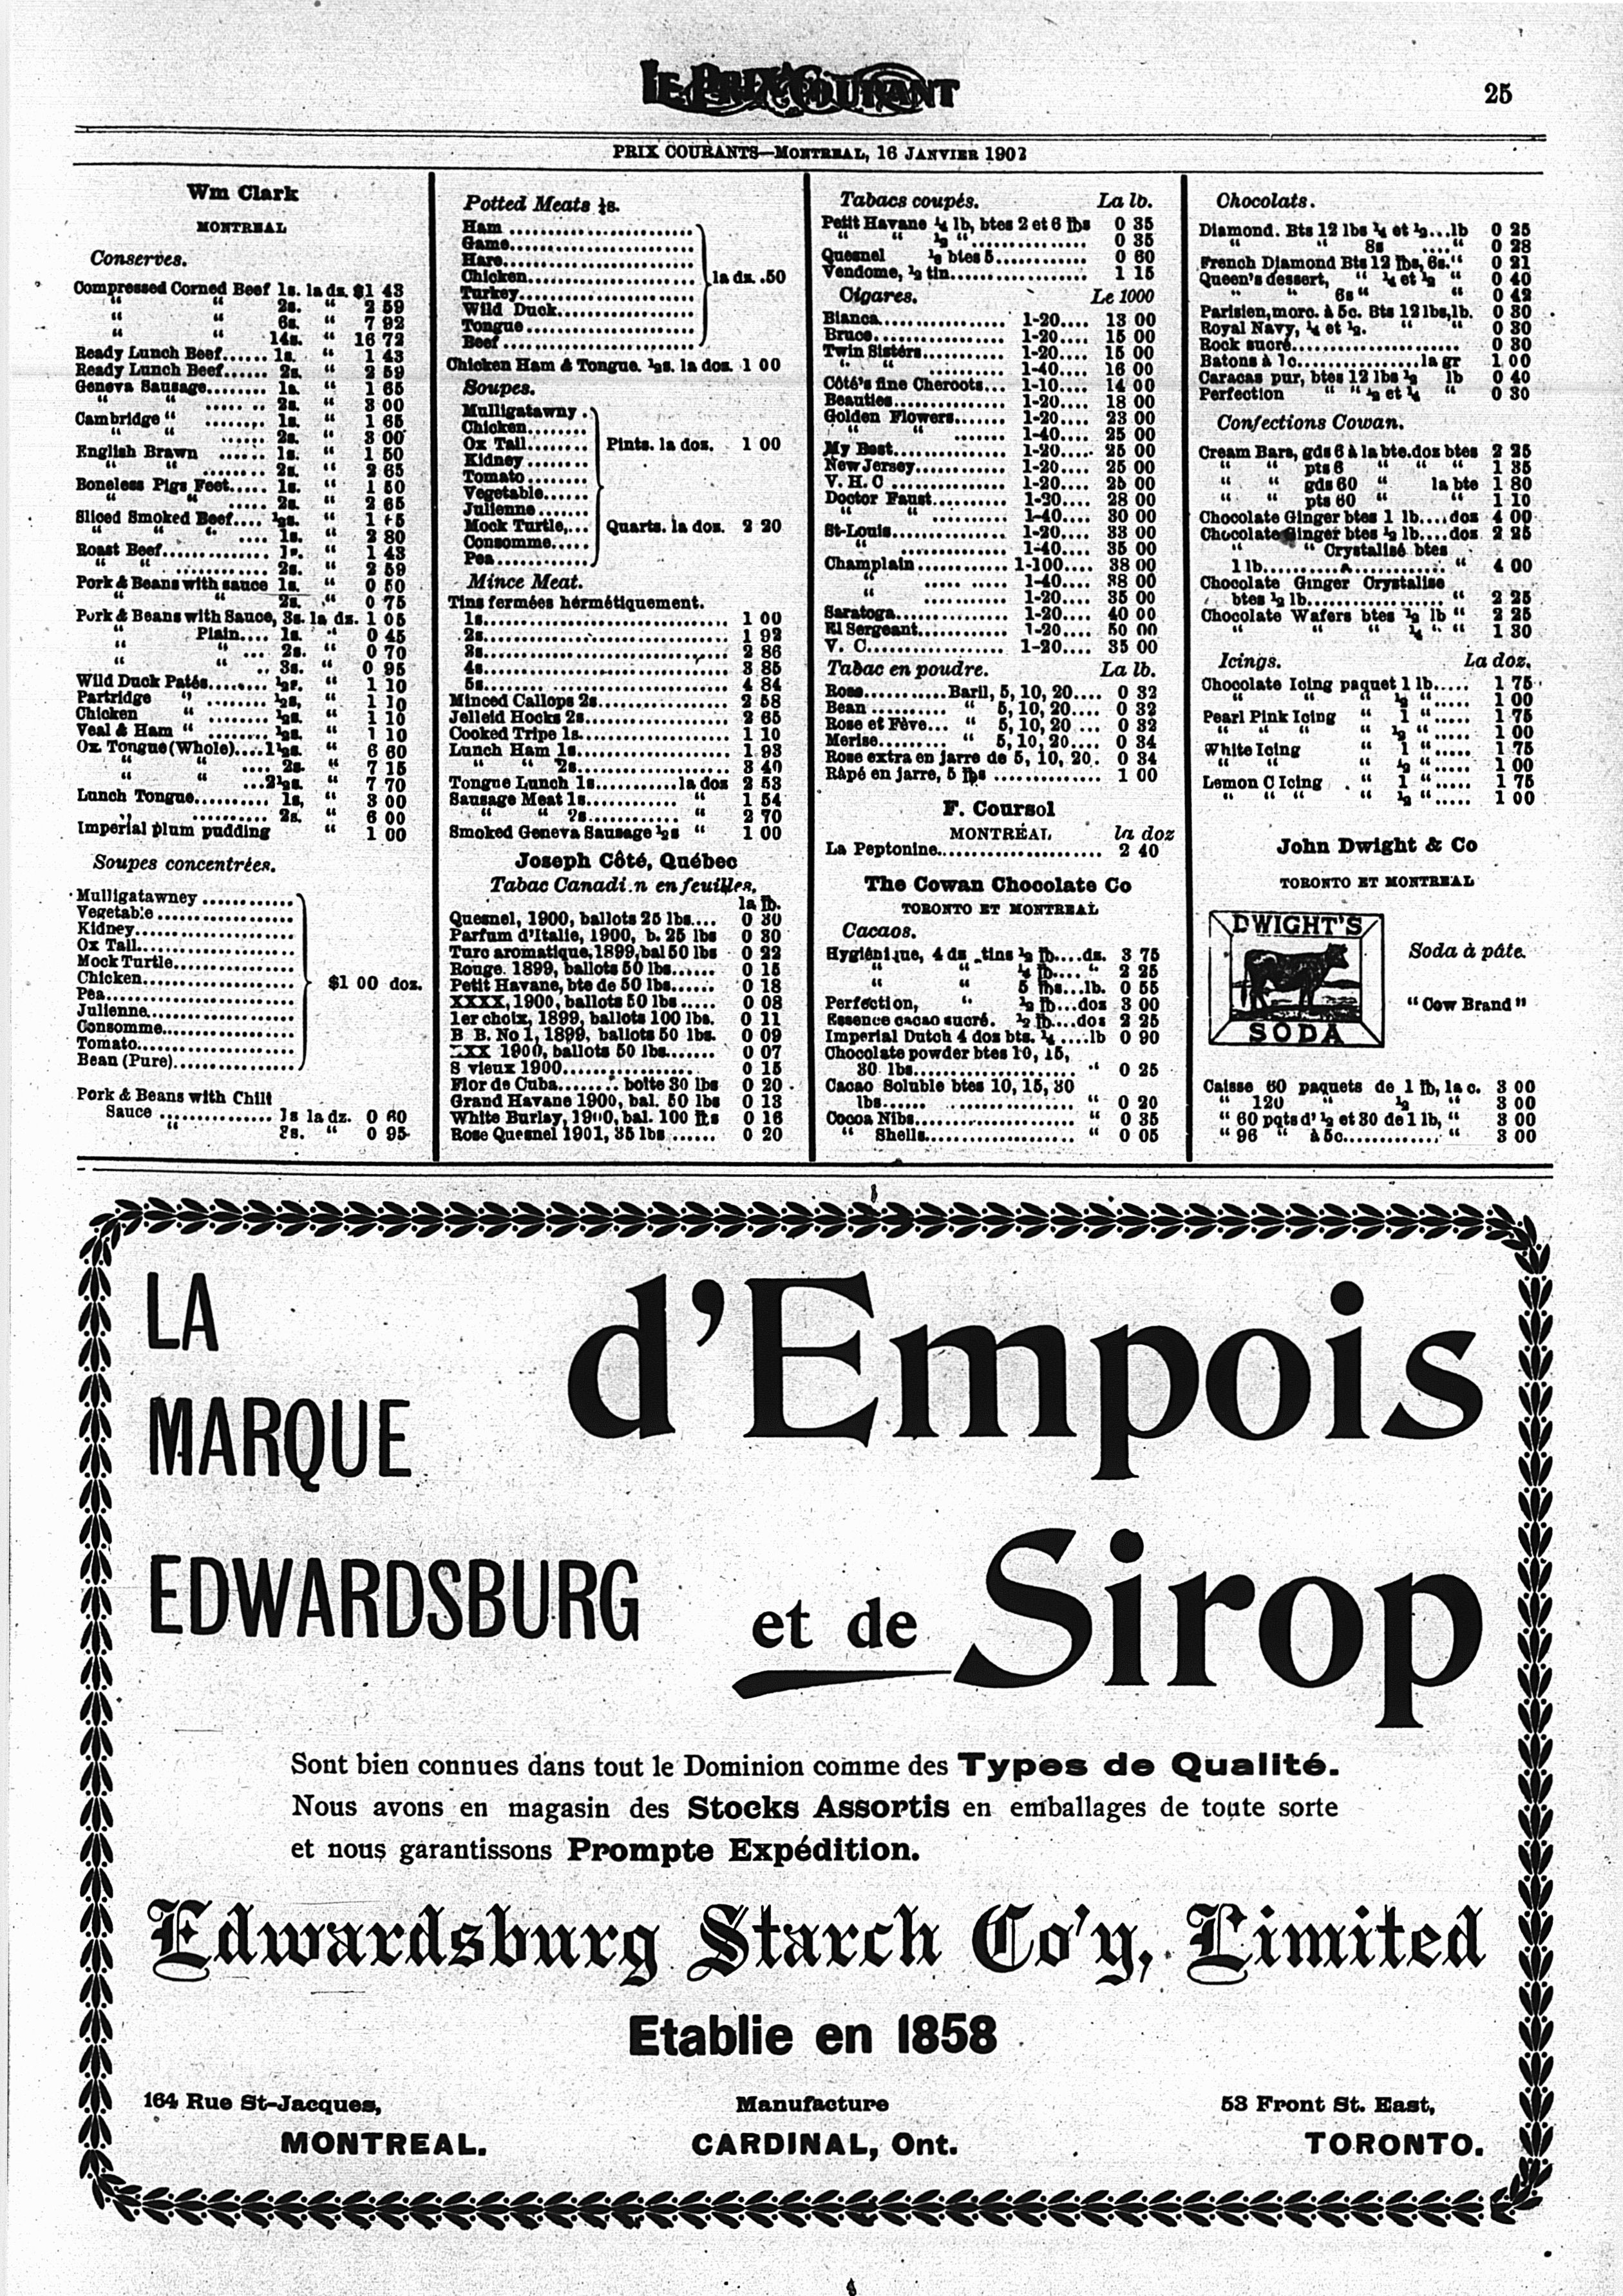 LE PRIX COURANT
25
PRIX COURANTS—MONTREAL, 16 JANVIER 1902
Wm Clark
MONTREAL
Conserves.
Compressed Corned Beef 1s. la dz. $1 43
“ “ 2s. “ 2 59
“ “ 6s. “ 7 92
“ “ 14s. “ 16 72
Ready Lunch Beef...... 1s. “ 1 43
Ready Lunch Beef...... 2s. “ 2 59
Geneva Sausage........ 1s. “ 1 65
“ “ ..... .. 2s. “ 3 00
Cambridge “ ........ 1s. “ 1 65
“ “ ...... 2s. “ 3 00
English Brawn ...... 1s. “ 1 50
“ “ ........ 2s. “ 2 65
Boneless Pigs Feet..... 1s. “ 1 50
“ “ ..... 2s. “ 2 65
Sliced Smoked Beef.... ½s. “ 1 65
“ “ “ .... 1s. “ 2 80
Roast Beef............. 1s. “ 1 43
“ “ ............ 2s. “ 2 59
Pork & Beans with sauce 1s. “ 0 50
“ “ 2s. “ 0 75
Pork & Beans with Sauce, 3s. la dz. 1 05
“ Plain.... 1s. “ 0 45
“ “ .... 2s. “ 0 70
“ “ .. 3s. “ 0 95
Wild Duck Patés........ ½s. “ 1 10
Partridge “ ........ ½s. “ 1 10
Chicken “ ........ ½s. “ 1 10
Veal & Ham “ ........ ½s. “ 1 10
Ox Tongue (Whole)....1½s. “ 6 60
“ “ .... 2s. “ 7 15
“ “ ...2½s. “ 7 70
Lunch Tongue.......... 1s, “ 3 00
“ .......... 2s. “ 6 00
Imperial plum pudding “ 1 00
Soupes concentrées.
Mulligatawney ............
Vegetable ................
Kidney....................
Ox Tail...................
Mock Turtle...............
Chicken................... $1 00 doz.
Pea.......................
Julienne..................
Consomme..................
Tomato....................
Bean (Pure)...............
Pork & Beans with Chili
Sauce .............. 1s la dz. 0 60
“ 2s. “ 0 95
Potted Meats ½s.
Ham ........................
Game........................
Hare........................
Chicken..................... la dz. .50
Turkey......................
Wild Duck...................
Tongue .....................
Beef .......................
Chicken Ham & Tongue. ½s. la doz. 1 00
Soupes.
Mulligatawny .
Chicken........
Ox Tail........ Pints. la doz. 1 00
Kidney ........
Tomato ........
Vegetable......
Julienne ......
Mock Turtle,... Quarts. la doz. 2 20
Consomme.....
Pea............
Mince Meat.
Tins fermées hérmétiquement.
1s................................ 1 00
2s................................ 1 92
3s................................ 2 86
4s................................ 3 85
5s................................ 4 84
Minced Callops 2s................. 2 58
Jelleid Hocks 2s.................. 2 65
Cooked Tripe 1s................... 1 10
Lunch Ham 1s...................... 1 93
“ “ 2s...................... 3 40
Tongue Lunch 1s...........la doz 2 53
Sausage Meat 1s............ “ 1 54
“ “ 2s............ “ 2 70
Smoked Geneva Sausage ½s “ 1 00
Joseph Côté, Québec
Tabac Canadi.n en feuilles.
la lb.
Quesnel, 1900, ballots 25 lbs.... 0 30
Parfum d'Italie, 1900, b. 25 lbs 0 30
Turc aromatique, 1899, bal 50 lbs 0 22
Rouge. 1899, ballots 50 lbs...... 0 15
Petit Havane, bte de 50 lbs...... 0 18
XXXX, 1900, ballots 50 lbs ..... 0 08
1er choix, 1899, ballots 100 lbs. 0 11
B B. No 1, 1899, ballots 50 lbs. 0 09
XX 1900, ballots 50 lbs....... 0 07
S vieux 1900................ 0 15
Flor de Cuba........ boîte 30 lbs 0 20
Grand Havane 1900, bal. 50 lbs 0 13
White Burlay, 1900, bal. 100 lbs 0 16
Rose Quesnel 1901, 35 lbs ...... 0 20
Tabacs coupés. La lb.
Petit Havane ¼ lb, btes 2 et 6 lbs 0 35
“ “ ½ “ .............. 0 35
Quesnel ½ btes 5............ 0 60
Vendome, ½ tin................. 1 15
Cigares. Le 1000
Bianca................ 1-20.... 13 00
Bruce................. 1-20.... 15 00
Twin Sisters.......... 1-20.... 15 00
“ “ .......... 1-40.... 16 00
Côté's fine Cheroots... 1-10.... 14 00
Beauties.............. 1-20.... 18 00
Golden Flowers....... 1-20.... 23 00
“ “ ....... 1-40.... 25 00
My Best............... 1-20.... 25 00
New Jersey............ 1-20.... 25 00
V. H. C .............. 1-20.... 25 00
Doctor Faust.......... 1-20.... 28 00
“ “ .......... 1-40.... 30 00
St-Louis.............. 1-20.... 33 00
“ .............. 1-40.... 35 00
Champlain ............ 1-100.... 38 00
“ ..... ..... 1-40.... 38 00
“ ........... 1-20.... 35 00
Saratoga.............. 1-20.... 40 00
El Sergeant........... 1-20.... 50 00
V. C.................. 1-20.... 35 00
Tabac en poudre. La lb.
Rose...........Baril, 5, 10, 20.... 0 32
Bean .......... “ 5, 10, 20.... 0 32
Rose et Fève... “ 5, 10, 20 ... 0 32
Merise......... “ 5, 10, 20.... 0 34
Rose extra en jarre de 5, 10, 20. 0 34
Râpé en jarre, 5 lbs .............. 1 00
F. Coursol
MONTRÉAL la doz
La Peptonine...................... 2 40
The Cowan Chocolate Co
TORONTO ET MONTREAL
Cacaos.
Hygiénique, 4 dz tins ½ lb....dz. 3 75
“ “ ¼ lb.... “ 2 25
“ “ 5 lbs...lb. 0 55
Perfection, “ ½ lb...doz 3 00
Essence cacao sucré. ½ lb....doz 2 25
Imperial Dutch 4 doz bts. ¼ ....lb 0 90
Chocolate powder btes 10, 15,
30 lbs...................... “ 0 25
Cacao Soluble btes 10, 15, 30
lbs...... ................ “ 0 20
Cocoa Nibs..................... “ 0 35
“ Shells.................... “ 0 05
Chocolats.
Diamond. Bts 12 lbs ¼ et ½...lb 0 25
“ “ 8s ....“ 0 28
French Diamond Bts 12 lbs, 6s.“ 0 21
Queen's dessert, “ ¼ et ½ “ 0 40
“ “ 6s “ “ 0 42
Parisien, morc. à 5c. Bts 12 lbs, lb. 0 30
Royal Navy, ¼ et ½. “ “ 0 30
Rock sucré........................ 0 30
Batons à 1c.................la gr 1 00
Caracas pur, btes 12 lbs ½ lb 0 40
Perfection “ “ ½ et ¼ “ 0 30
Confections Cowan.
Cream Bars, gds 6 à la bte. doz btes 2 25
“ “ pts 6 “ “ “ 1 35
“ “ gds 60 “ la bte 1 80
“ “ pts 60 “ “ 1 10
Chocolate Ginger btes 1 lb....doz 4 00
Chocolate Ginger btes ½ lb....doz 2 25
“ “ Crystalisé btes
1 lb......................... “ 4 00
Chocolate Ginger Crystalise
btes ½ lb................... “ 2 25
Chocolate Wafers btes ½ lb “ 2 25
“ “ “ ¼ “ “ 1 30
Icings. La doz.
Chocolate Icing paquet 1 lb..... 1 75
“ “ “ ½ “..... 1 00
Pearl Pink Icing “ 1 “..... 1 75
“ “ “ “ ½ “..... 1 00
White Icing “ 1 “..... 1 75
“ “ “ ½ “..... 1 00
Lemon C Icing “ 1 “..... 1 75
“ “ “ “ ½ “..... 1 00
John Dwight & Co
TORONTO ET MONTREAL
DWIGHT'S
SODA
Soda à pâte.
“Cow Brand”
Caisse 60 paquets de 1 lb, la c. 3 00
“ 120 “ ½ “ “ 3 00
“ 60 pqts d' ½ et 30 de 1 lb, “ 3 00
“ 96 “ à 5c............. “ 3 00
LA
MARQUE
EDWARDSBURG
d'Empois
et de Sirop
Sont bien connues dans tout le Dominion comme des Types de Qualité.
Nous avons en magasin des Stocks Assortis en emballages de toute sorte
et nous garantissons Prompte Expédition.
Edwardsburg Starch Co'y, Limited
Etablie en 1858
164 Rue St-Jacques,
MONTREAL.
Manufacture
CARDINAL, Ont.
53 Front St. East,
TORONTO.